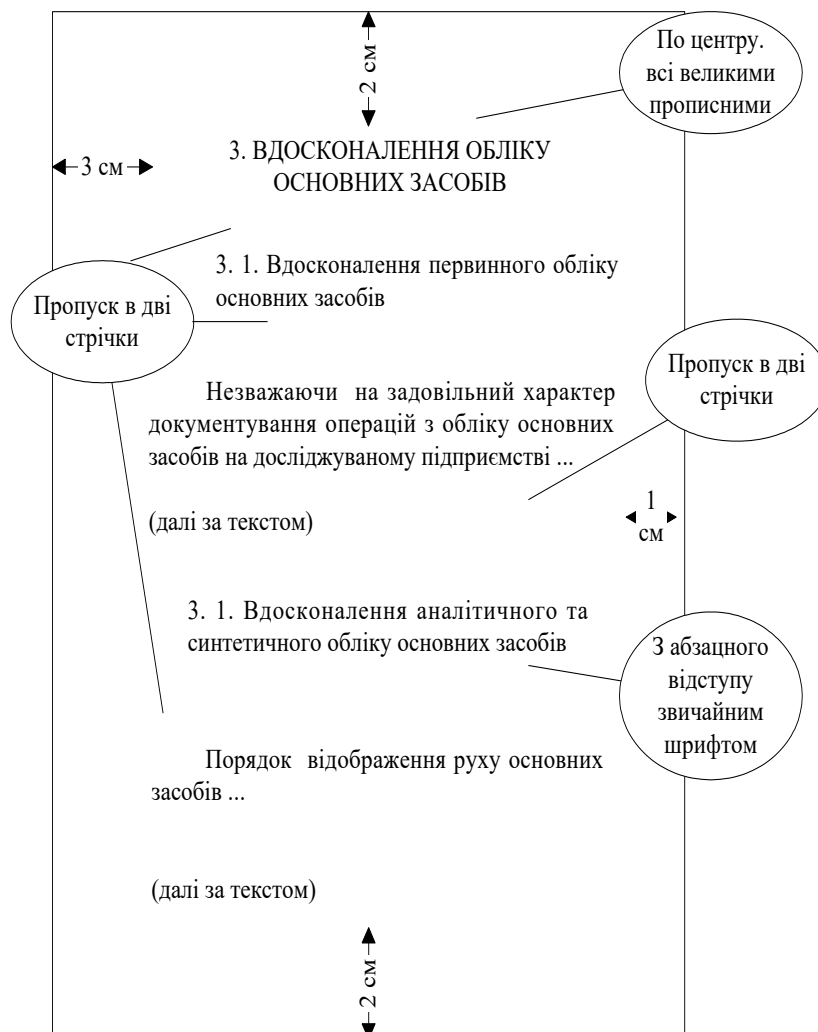 По центру.
всі великими
прописними
2 см
3. ВДОСКОНАЛЕННЯ ОБЛІКУ
ОСНОВНИХ ЗАСОБІВ
3 см
3. 1. Вдосконалення первинного обліку
основних засобів
Пропуск в дві
стрічки
Пропуск в дві
стрічки
Незважаючи на задовільний характер
документування операцій з обліку основних
засобів на досліджуваному підприємстві ...
(далі за текстом)
1
см
3. 1. Вдосконалення аналітичного та
синтетичного обліку основних засобів
З абзацного
відступу
звичайним
шрифтом
Порядок відображення руху основних
засобів ...
(далі за текстом)
2 см